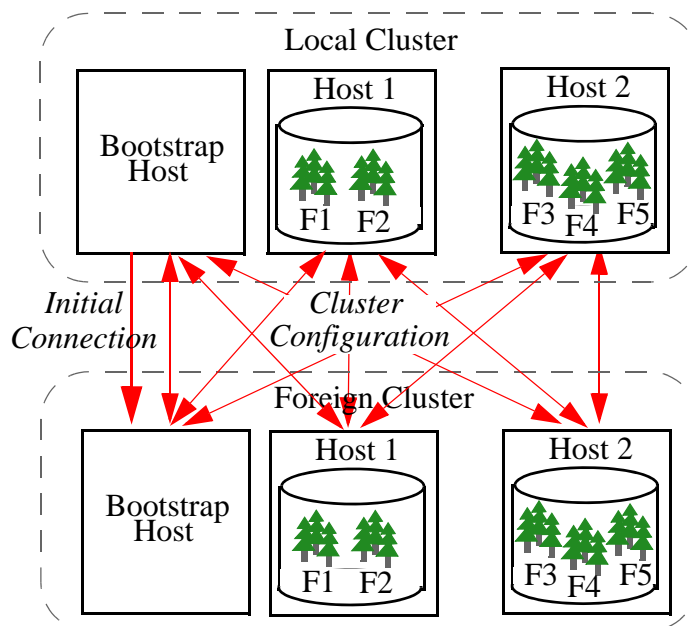 Local Cluster
Bootstrap
Host
Host 1
F1 F2
Host 2
F3 F4 F5
Initial
Connection
Cluster
Configuration
Foreign Cluster
Bootstrap
Host
Host 1
F1 F2
Host 2
F3 F4 F5